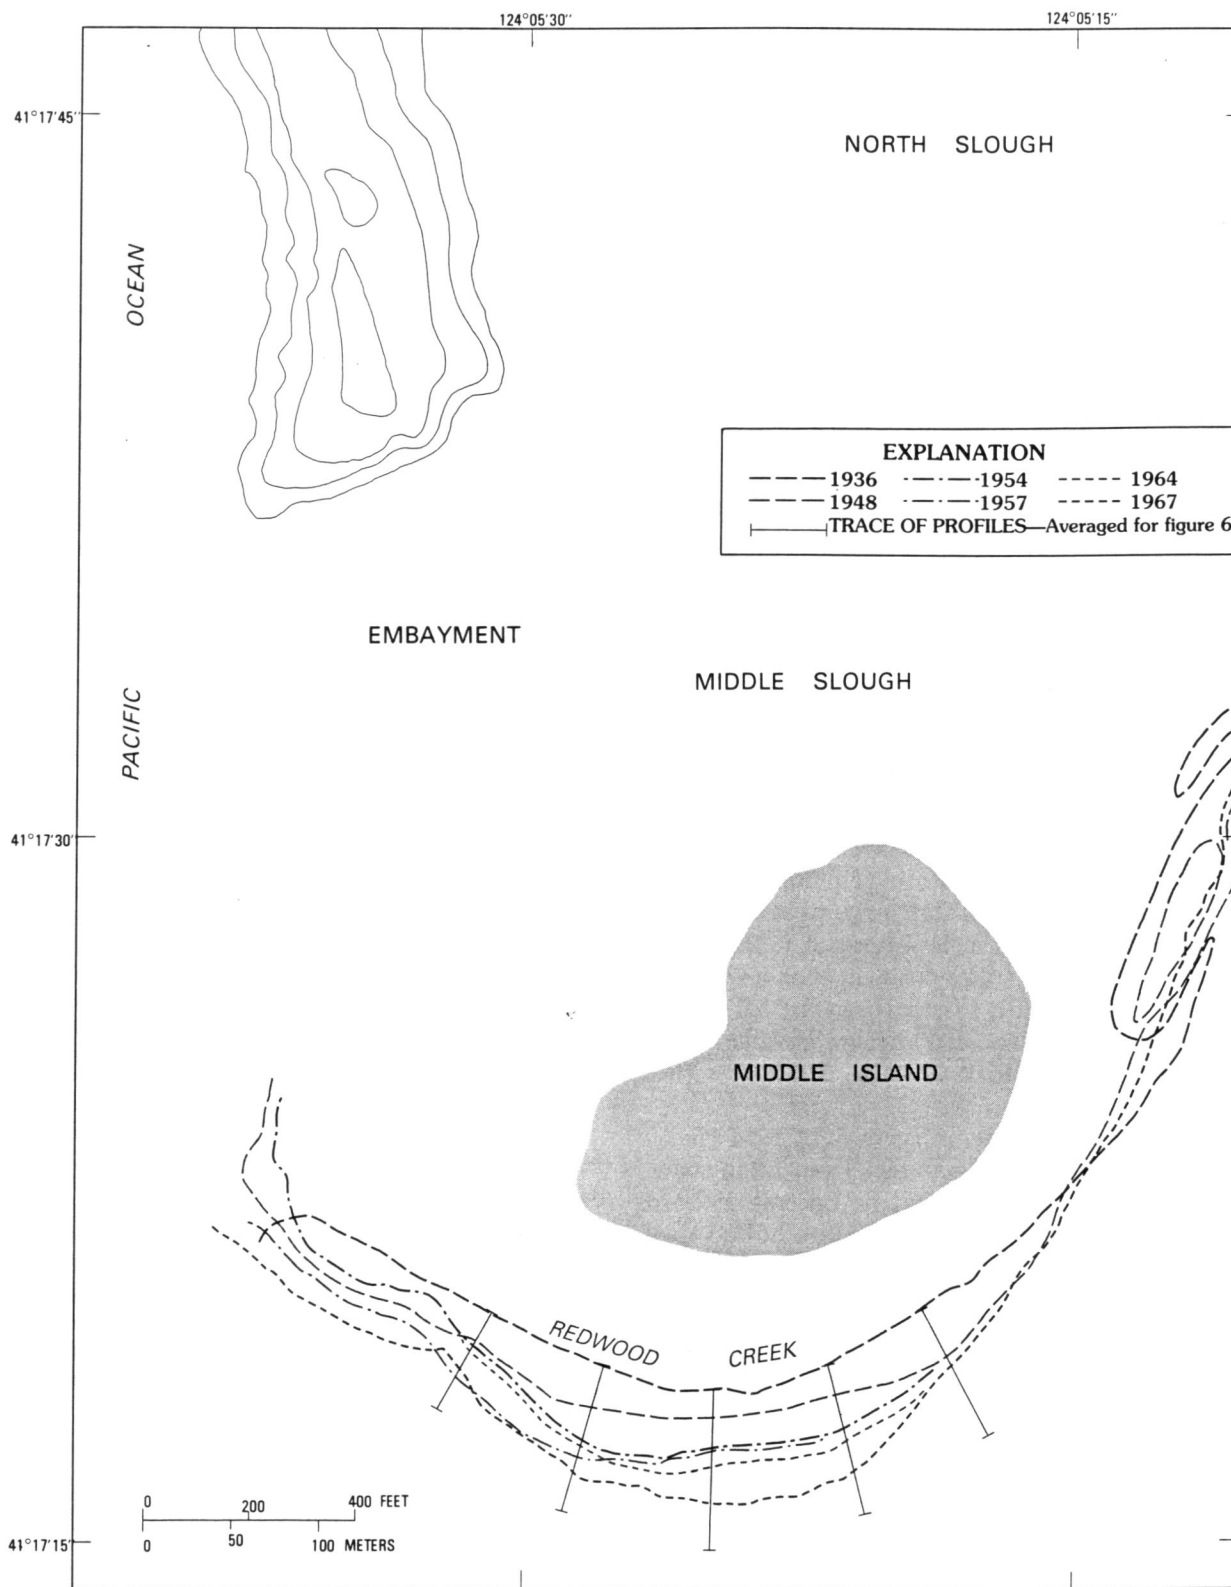 124°05'30"
124°05'15"
41°17'45"
NORTH SLOUGH
OCEAN
EXPLANATION
1936 1954 1964
1948 1957 1967
TRACE OF PROFILES—Averaged for figure 6
EMBAYMENT
MIDDLE SLOUGH
PACIFIC
41°17'30"
MIDDLE ISLAND
REDWOOD CREEK
0 200 400 FEET
0 50 100 METERS
41°17'15"